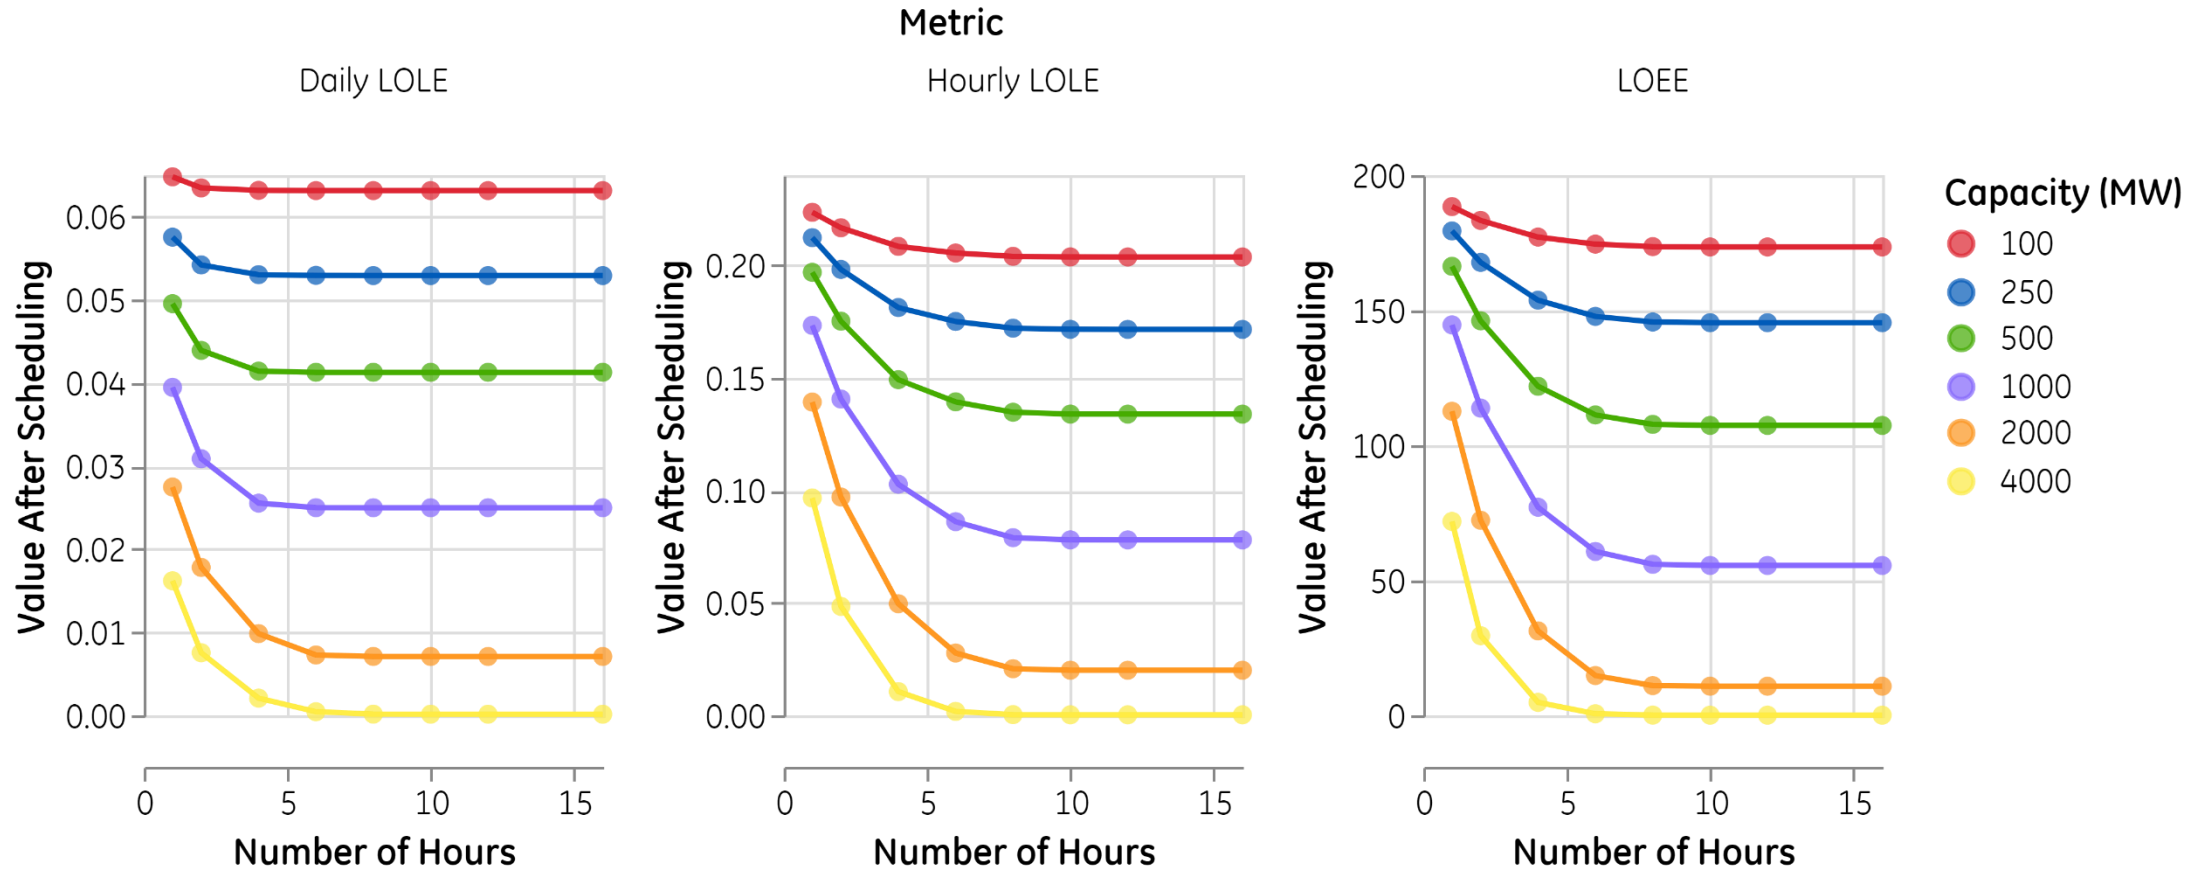 Metric
Daily LOLE
Hourly LOLE
LOEE
Value After Scheduling
0.06
0.05
0.04
0.03
0.02
0.01
0.00
0 5 10 15
Number of Hours
Value After Scheduling
0.20
0.15
0.10
0.05
0.00
0 5 10 15
Number of Hours
Value After Scheduling
200
150
100
50
0
0 5 10 15
Number of Hours
Capacity (MW)
100
250
500
1000
2000
4000